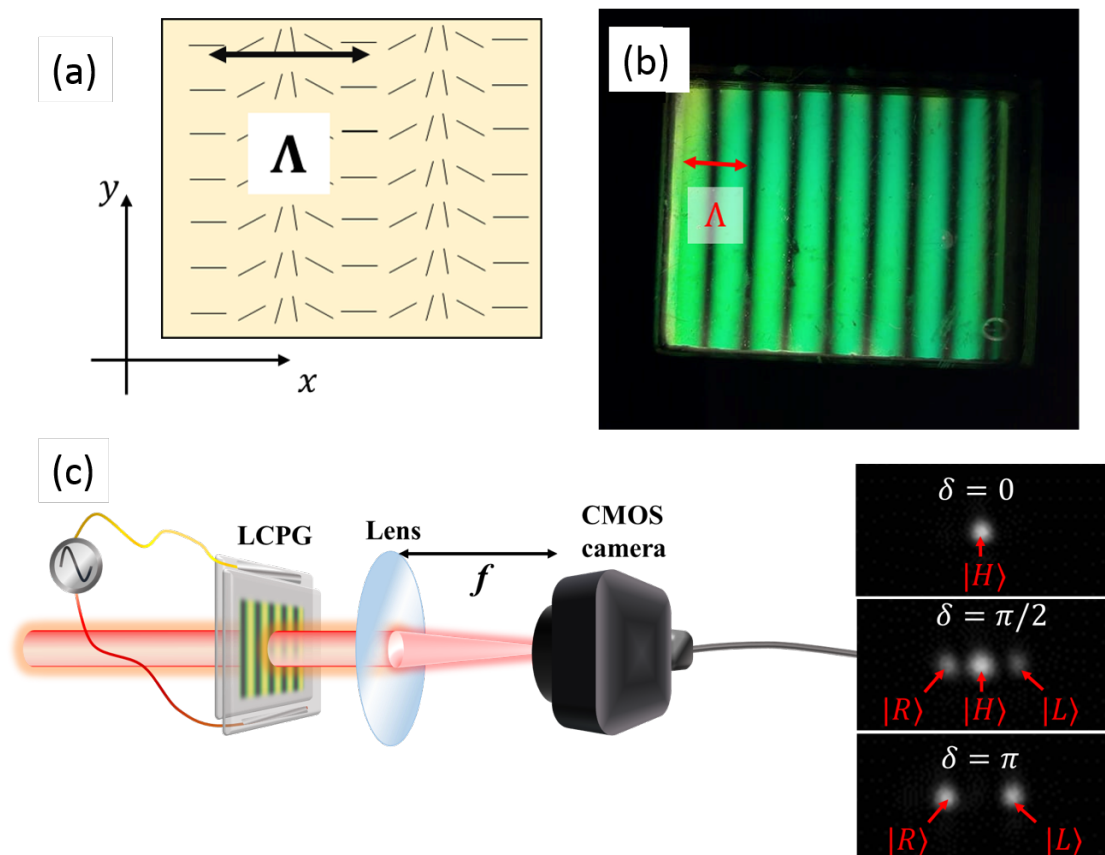 (a)
Λ
y
x
(b)
Λ
(c)
LCPG
Lens
CMOS
camera
f
δ = 0
|H⟩
δ = π/2
|R⟩ |H⟩ |L⟩
δ = π
|R⟩ |L⟩